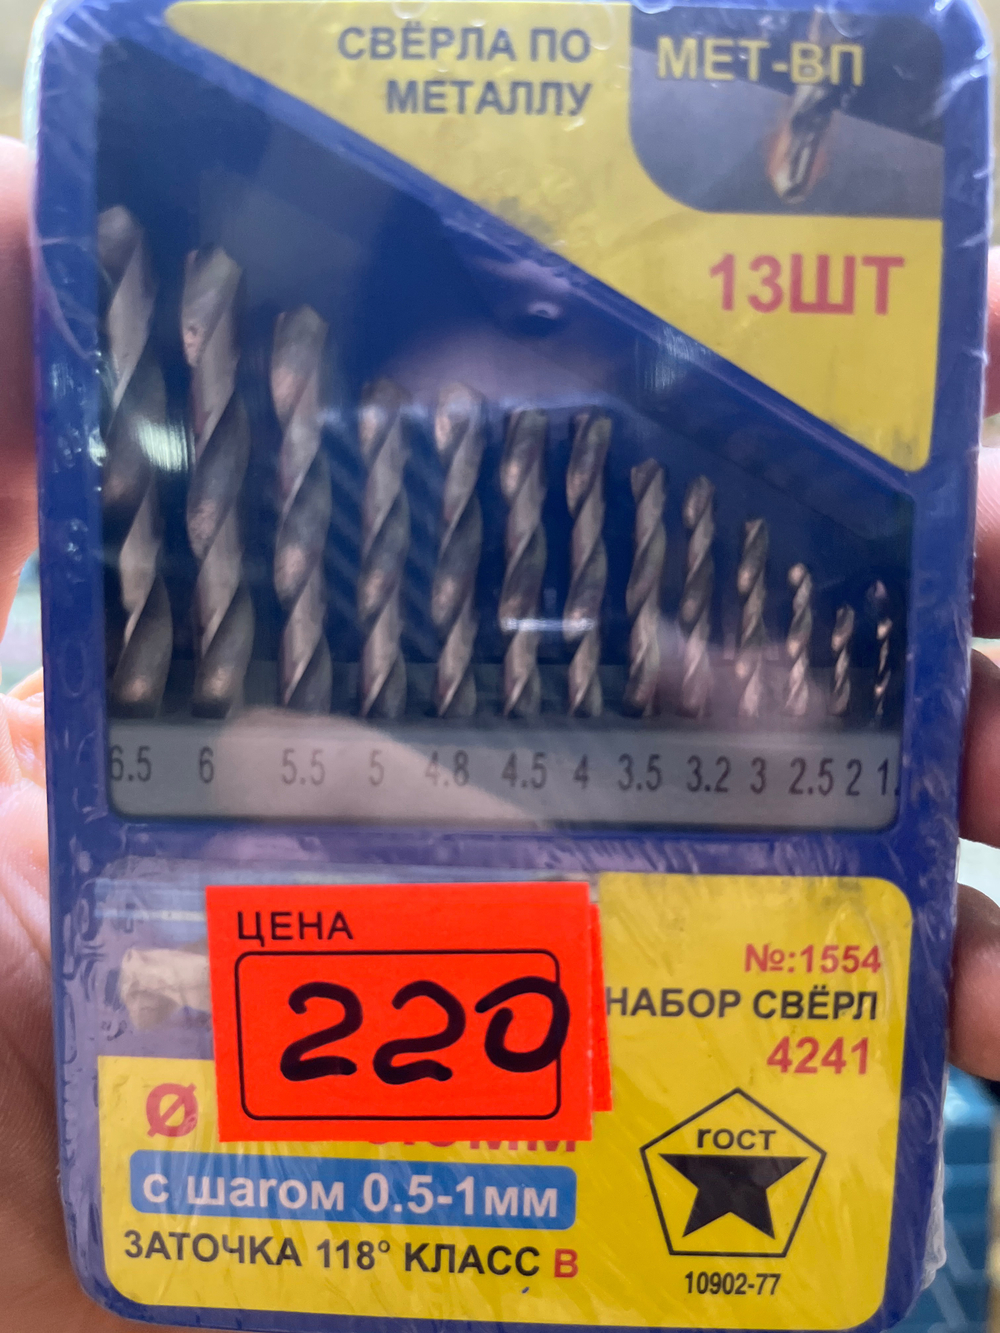 СВЁРЛА ПО
МЕТАЛЛУ
МЕТ-ВП
13ШТ
6.5 6 5.5 5 4.8 4.5 4 3.5 3.2 3 2.5 2 1.
ЦЕНА
220
№:1554
НАБОР СВЁРЛ
4241
Ø
с шагом 0.5-1мм
ЗАТОЧКА 118° КЛАСС В
ГОСТ
10902-77